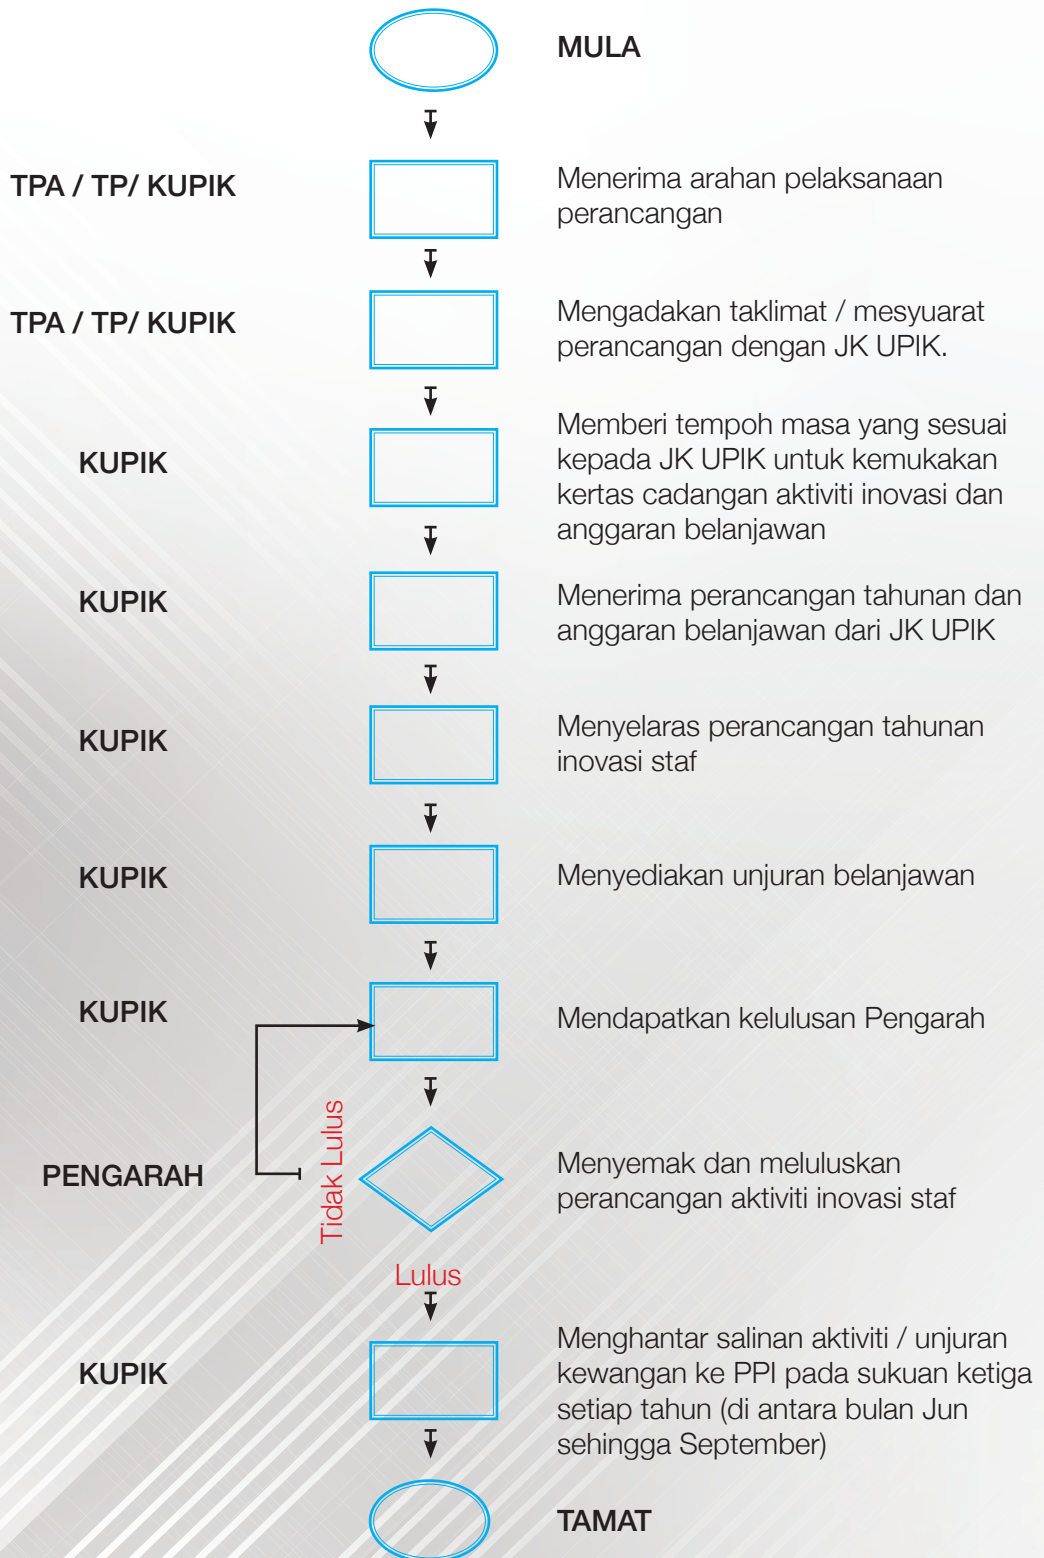 MULA
TPA / TP/ KUPIK
Menerima arahan pelaksanaan
perancangan
TPA / TP/ KUPIK
Mengadakan taklimat / mesyuarat
perancangan dengan JK UPIK.
KUPIK
Memberi tempoh masa yang sesuai
kepada JK UPIK untuk kemukakan
kertas cadangan aktiviti inovasi dan
anggaran belanjawan
KUPIK
Menerima perancangan tahunan dan
anggaran belanjawan dari JK UPIK
KUPIK
Menyelaras perancangan tahunan
inovasi staf
KUPIK
Menyediakan unjuran belanjawan
KUPIK
Mendapatkan kelulusan Pengarah
PENGARAH
Tidak Lulus
Menyemak dan meluluskan
perancangan aktiviti inovasi staf
Lulus
KUPIK
Menghantar salinan aktiviti / unjuran
kewangan ke PPI pada sukuan ketiga
setiap tahun (di antara bulan Jun
sehingga September)
TAMAT